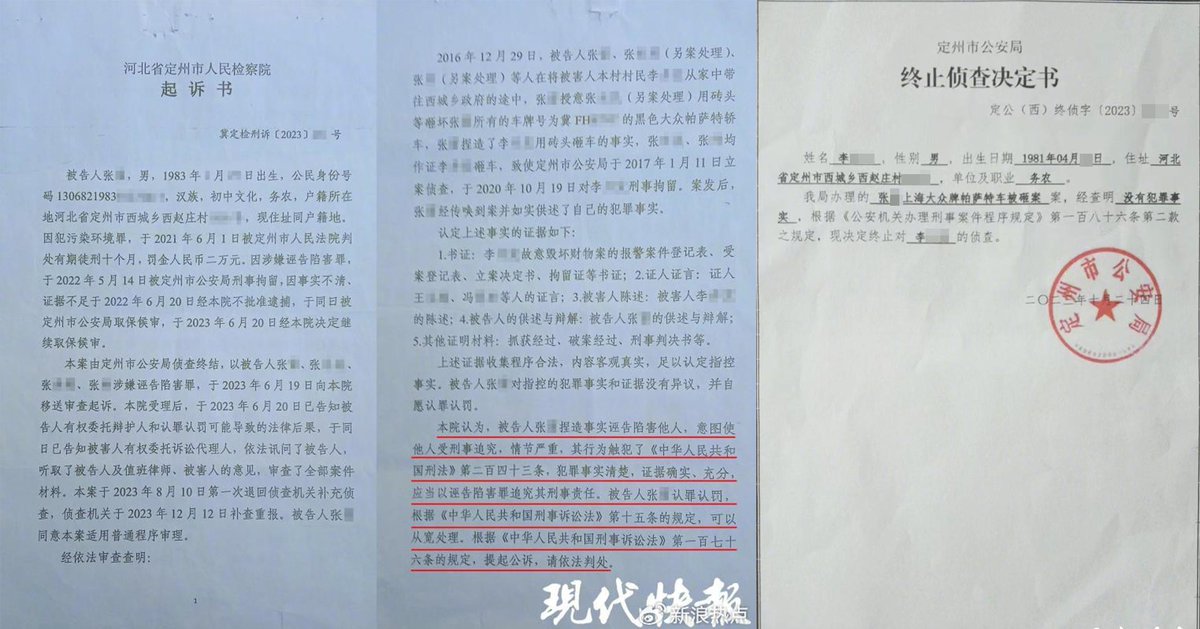 河北省定州市人民检察院
起诉书
冀定检刑诉〔2023〕 号
被告人张 ,男,1983年 月 日出生,公民身份号
码1306821983 ,汉族,初中文化,务农,户籍所在
地河北省定州市西城乡西赵庄村 ,现住址同户籍地。
因犯污染环境罪,于2021年6月1日被定州市人民法院判
处有期徒刑十个月,罚金人民币二万元。因涉嫌诬告陷害罪,
于2022年5月14日被定州市公安局刑事拘留,因事实不清、
证据不足于2022年6月20日经本院不批准逮捕,于同日被
定州市公安局取保候审,于2023年6月20日经本院决定继
续取保候审。
本案由定州市公安局侦查终结,以被告人张 、张 、
张 、张 涉嫌诬告陷害罪,于2023年6月19日向本院
移送审查起诉。本院受理后,于2023年6月20日已告知被
告人有权委托辩护人和认罪认罚可能导致的法律后果,于同
日已告知被害人有权委托诉讼代理人,依法讯问了被告人,
听取了被告人及值班律师、被害人的意见,审查了全部案件
材料。本案于2023年8月10日第一次退回侦查机关补充侦
查,侦查机关于2023年12月12日补查重报。被告人张
同意本案适用普通程序审理。
经依法审查查明:
1
2016年12月29日,被告人张 、张 (另案处理)、
张 (另案处理)等人在将被害人本村村民李 从家中带
往西城乡政府的途中,张 授意张 (另案处理)用砖头
等砸坏张 所有的车牌号为冀FH 的黑色大众帕萨特轿
车,张 捏造了李 用砖头砸车的事实,张 、张 均
作证李 砸车,致使定州市公安局于2017年1月11日立
案侦查,于2020年10月19日对李 刑事拘留。案发后,
张 经传唤到案并如实供述了自己的犯罪事实。
认定上述事实的证据如下:
1.书证:李 故意毁坏财物案的报警案件登记表、受
案登记表、立案决定书、拘留证等书证;2.证人证言:证人
王 、冯 等人的证言;3.被害人陈述:被害人李
的陈述;4.被告人的供述与辩解:被告人张 的供述与辩解;
5.其他证明材料:抓获经过、破案经过、刑事判决书等。
上述证据收集程序合法,内容客观真实,足以认定指控
事实。被告人张 对指控的犯罪事实和证据没有异议,并自
愿认罪认罚。
本院认为,被告人张 捏造事实诬告陷害他人,意图使
他人受刑事追究,情节严重,其行为触犯了《中华人民共和
国刑法》第二百四十三条,犯罪事实清楚,证据确实、充分,
应当以诬告陷害罪追究其刑事责任。被告人张 认罪认罚,
根据《中华人民共和国刑事诉讼法》第十五条的规定,可以
从宽处理。根据《中华人民共和国刑事诉讼法》第一百七十
六条的规定,提起公诉,请依法判处。
现代快报
新浪热点
定州市公安局
终止侦查决定书
定公(西)终侦字〔2023〕 号
姓名 李 ,性别 男 ,出生日期 1981年04月 日 ,住址 河北
省定州市西城乡西赵庄村 ,单位及职业 务农 。
我局办理的 张 上海大众牌帕萨特车被砸案 案,经查明 没有犯罪事
实 ,根据《公安机关办理刑事案件程序规定》第一百八十六条第二款
之规定,现决定终止对 李 的侦查。
定州市公安局